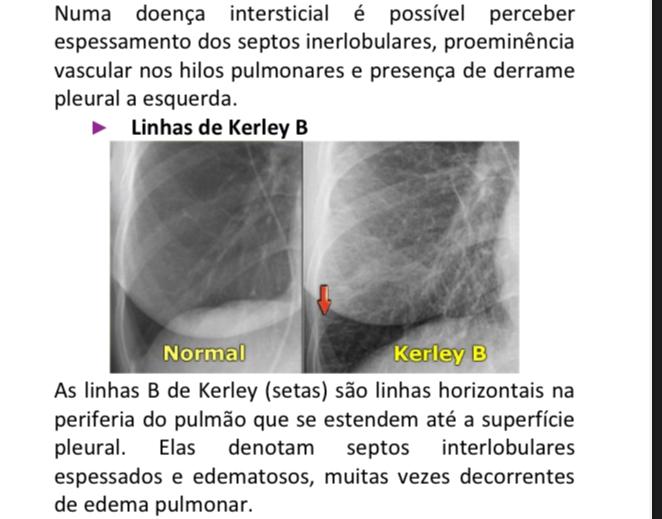 Numa doença intersticial é possível perceber
espessamento dos septos inerlobulares, proeminência
vascular nos hilos pulmonares e presença de derrame
pleural a esquerda.
► Linhas de Kerley B
Normal
Kerley B
As linhas B de Kerley (setas) são linhas horizontais na
periferia do pulmão que se estendem até a superfície
pleural. Elas denotam septos interlobulares
espessados e edematosos, muitas vezes decorrentes
de edema pulmonar.